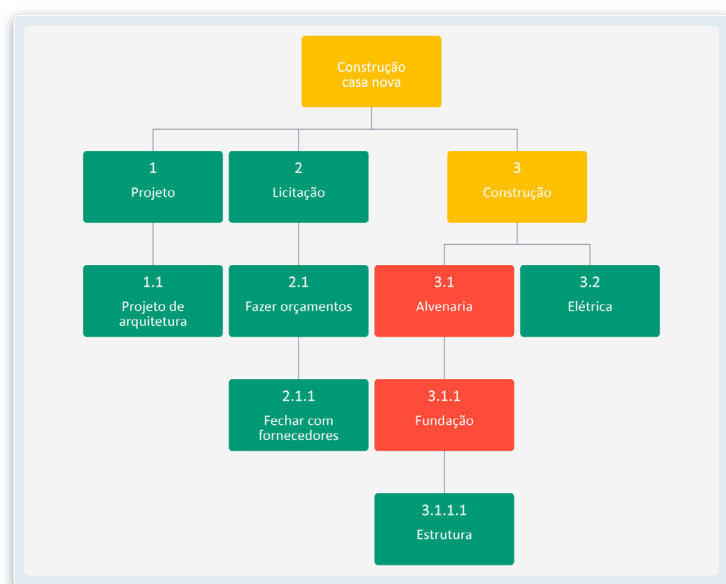 Construção
casa nova
1
Projeto
2
Licitação
3
Construção
1.1
Projeto de
arquitetura
2.1
Fazer orçamentos
3.1
Alvenaria
3.2
Elétrica
2.1.1
Fechar com
fornecedores
3.1.1
Fundação
3.1.1.1
Estrutura